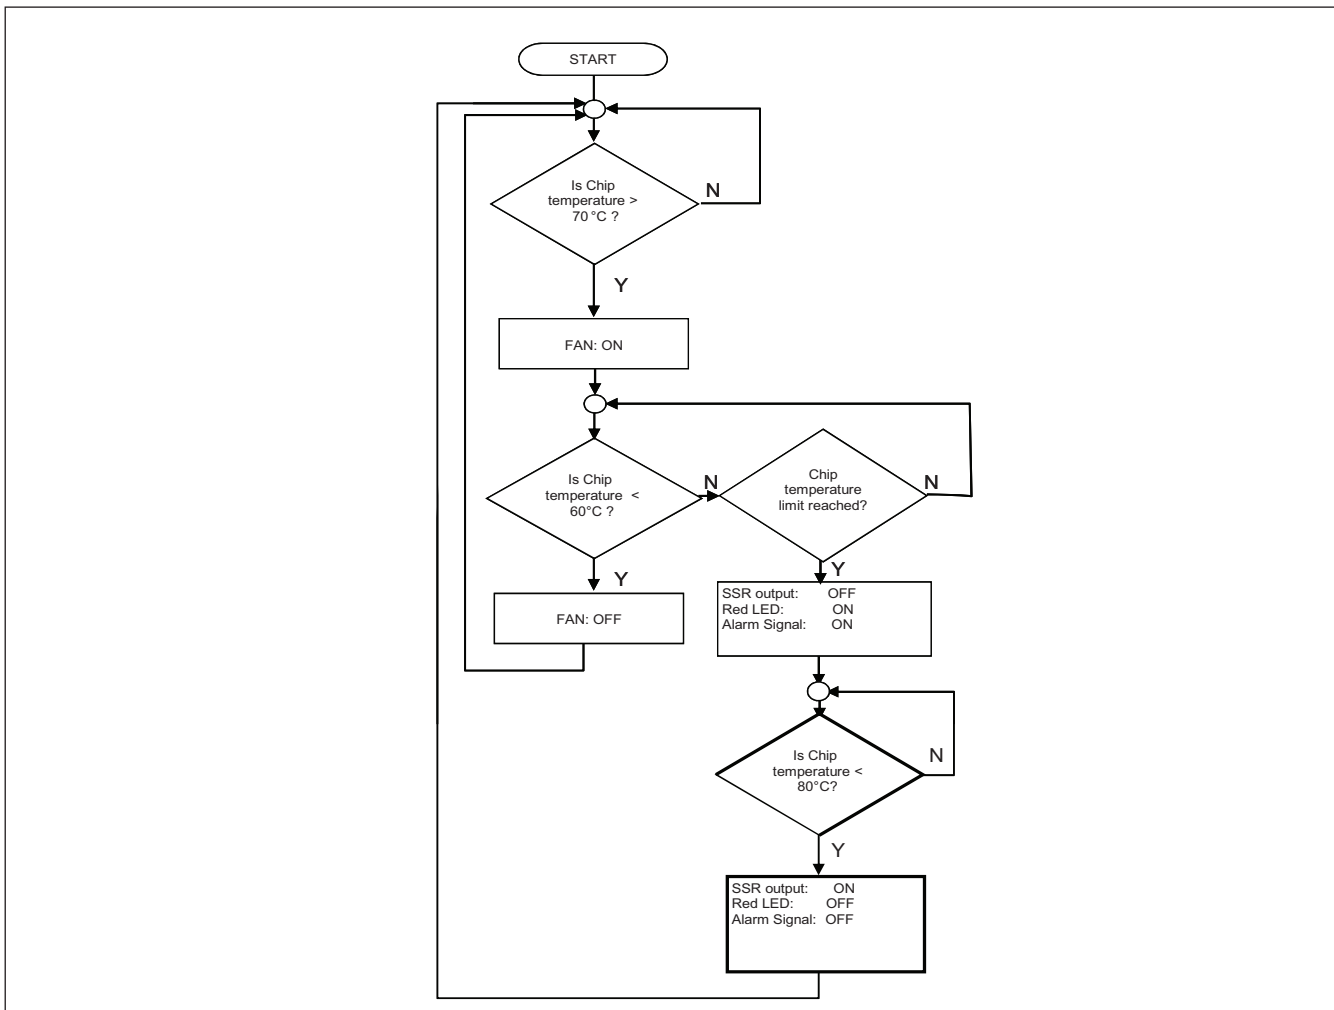 START
Is Chip
temperature >
70 °C ?
N
Y
FAN: ON
Is Chip
temperature <
60°C ?
N
Chip
temperature
limit reached?
N
Y
FAN: OFF
Y
SSR output: OFF
Red LED: ON
Alarm Signal: ON
Is Chip
temperature <
80°C?
N
Y
SSR output: ON
Red LED: OFF
Alarm Signal: OFF